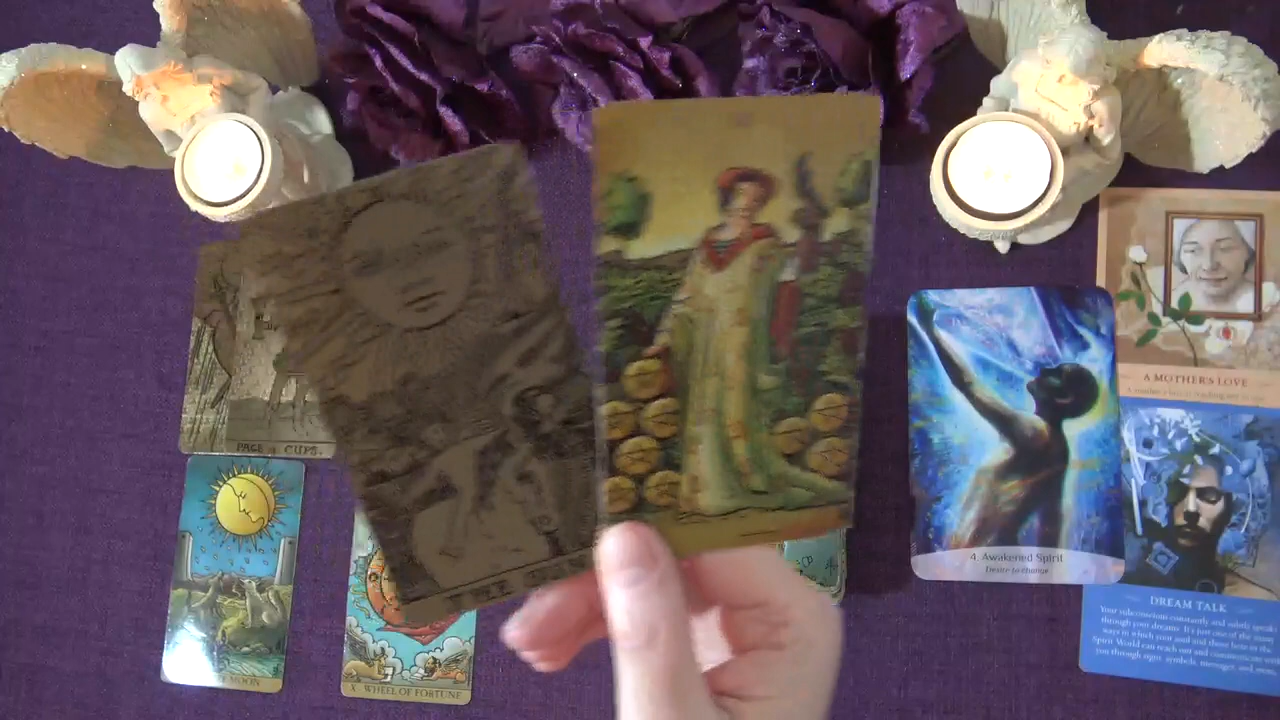 PAGE of CUPS.
MOON
X WHEEL OF FORTUNE
THE
4. Awakened Spirit
Desire to change
A MOTHER'S LOVE
DREAM TALK
Your subconscious constantly and subtly speaks
through your dreams. It's just one of the many
ways in which your soul and those here in the
Spirit World can reach out and communicate
you through signs, symbols, messages, and more.